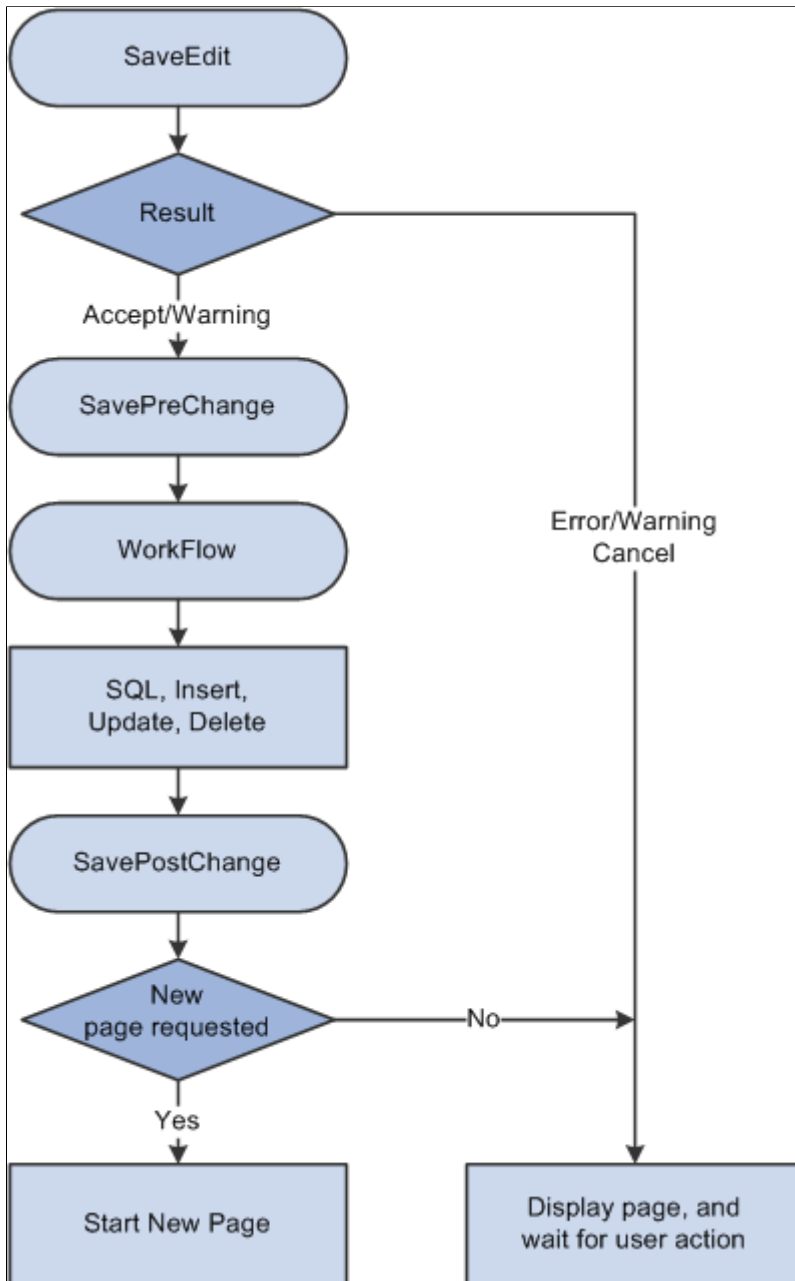 SaveEdit
Result
Accept/Warning
SavePreChange
WorkFlow
Error/Warning
Cancel
SQL, Insert,
Update, Delete
SavePostChange
New
page requested
No
Yes
Start New Page
Display page, and
wait for user action